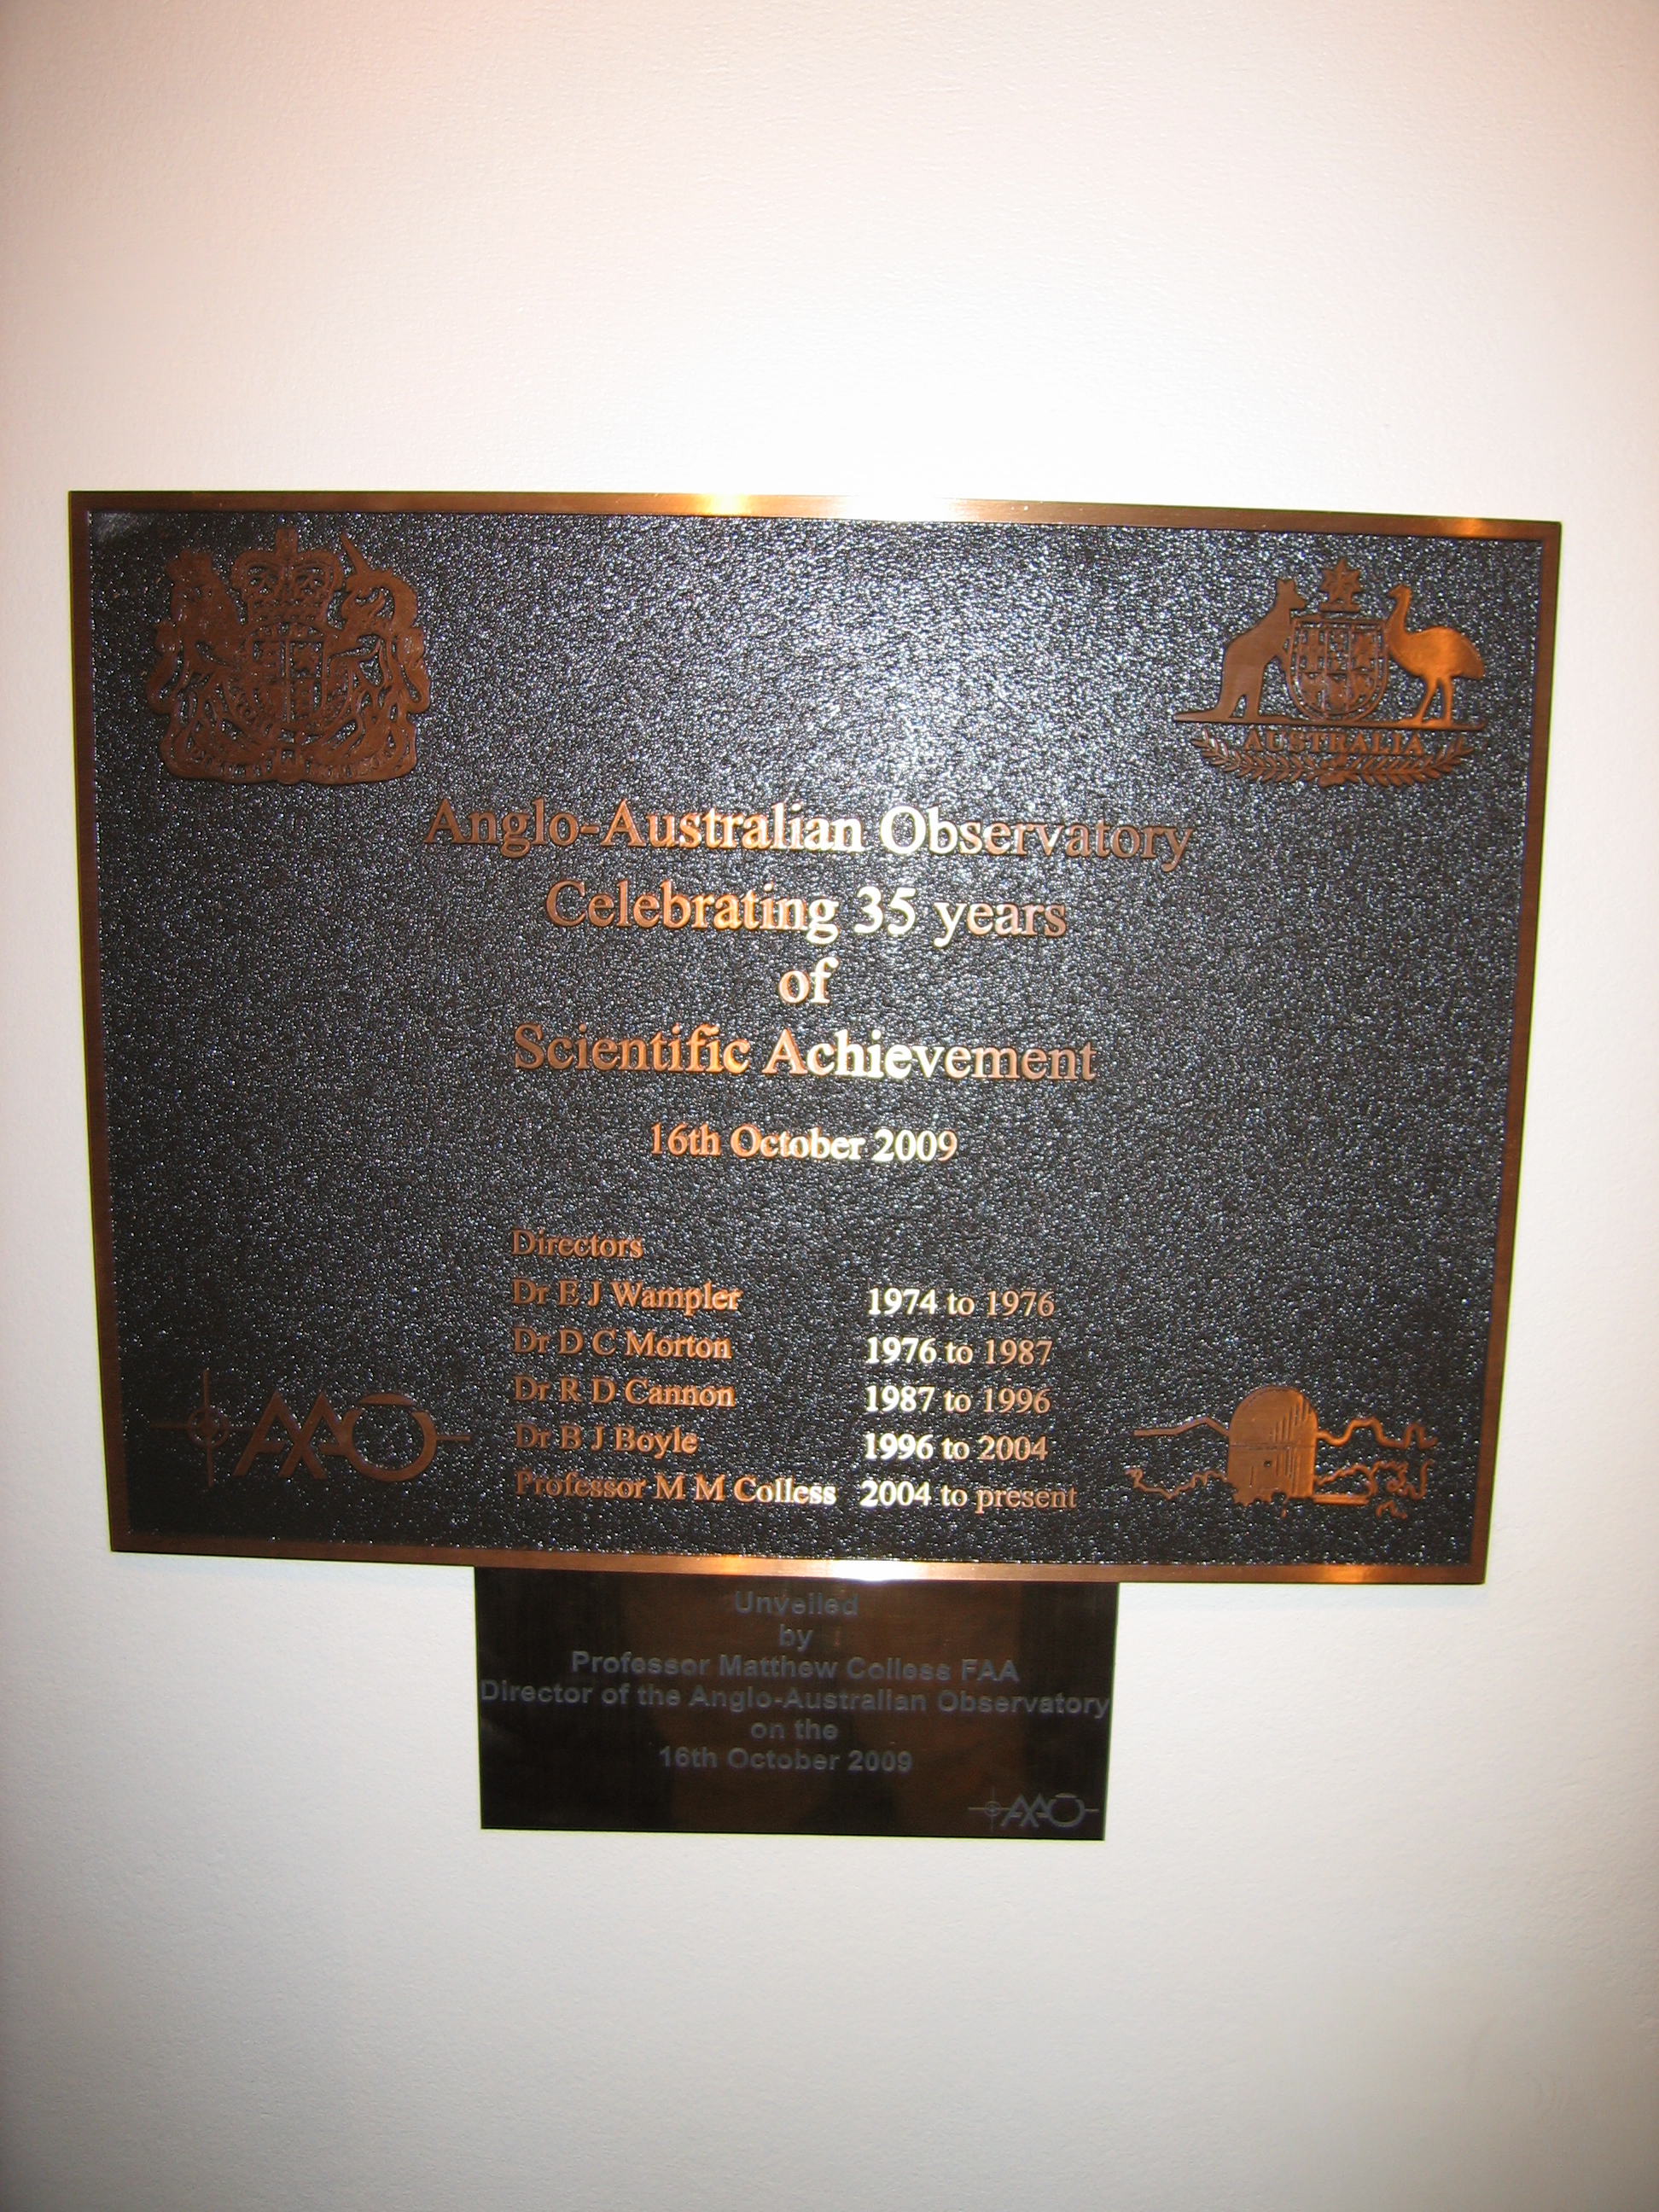 AUSTRALIA
Anglo-Australian Observatory
Celebrating 35 years
of
Scientific Achievement
16th October 2009
Directors
Dr E J Wampler 1974 to 1976
Dr D C Morton 1976 to 1987
Dr R D Cannon 1987 to 1996
Dr B J Boyle 1996 to 2004
Professor M M Colless 2004 to present
AAO
Unveiled
by
Professor Matthew Colless FAA
Director of the Anglo-Australian Observatory
on the
16th October 2009
AAO